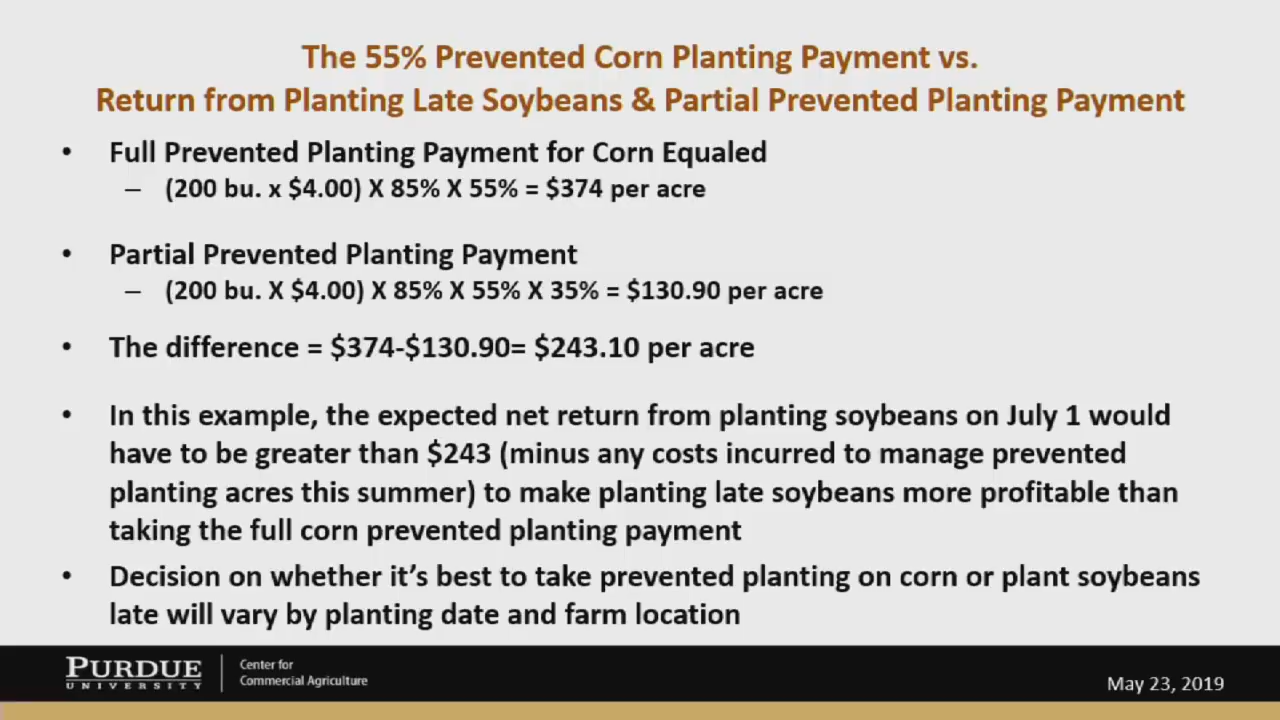 The 55% Prevented Corn Planting Payment vs.
Return from Planting Late Soybeans & Partial Prevented Planting Payment
• Full Prevented Planting Payment for Corn Equaled
– (200 bu. x $4.00) X 85% X 55% = $374 per acre
• Partial Prevented Planting Payment
– (200 bu. X $4.00) X 85% X 55% X 35% = $130.90 per acre
• The difference = $374-$130.90= $243.10 per acre
• In this example, the expected net return from planting soybeans on July 1 would
have to be greater than $243 (minus any costs incurred to manage prevented
planting acres this summer) to make planting late soybeans more profitable than
taking the full corn prevented planting payment
• Decision on whether it’s best to take prevented planting on corn or plant soybeans
late will vary by planting date and farm location
PURDUE
UNIVERSITY
Center for
Commercial Agriculture
May 23, 2019